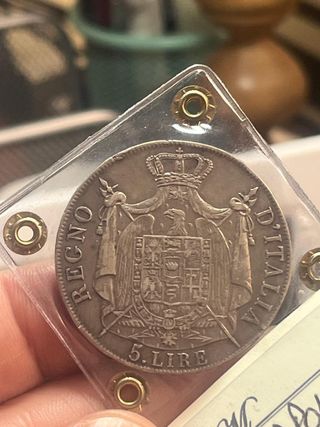 REGNO D'ITALIA
5. LIRE